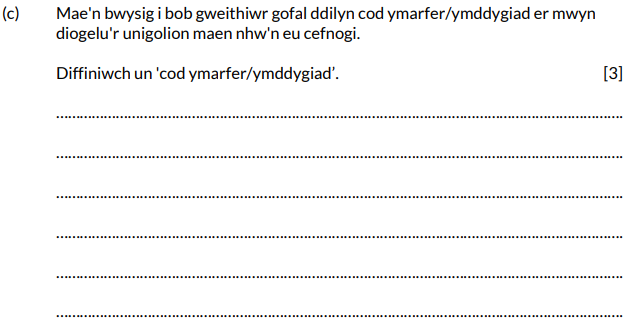 (c) Mae'n bwysig i bob gweithiwr gofal ddilyn cod ymarfer/ymddygiad er mwyn
diogelu'r unigolion maen nhw'n eu cefnogi.
Diffiniwch un 'cod ymarfer/ymddygiad'. [3]